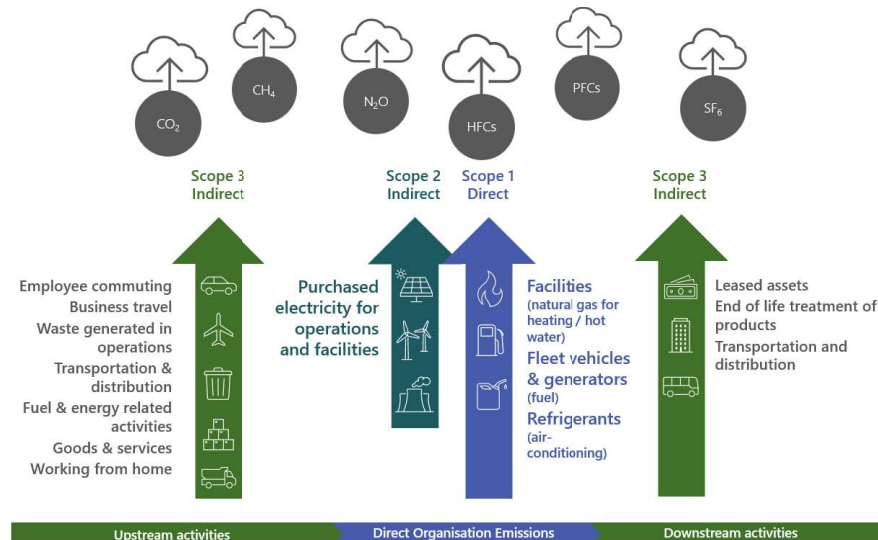 CO₂
CH₄
N₂O
HFCs
PFCs
SF₆
Scope 3
Indirect
Scope 2
Indirect
Scope 1
Direct
Scope 3
Indirect
Employee commuting
Business travel
Waste generated in
operations
Transportation &
distribution
Fuel & energy related
activities
Goods & services
Working from home
Purchased
electricity for
operations
and facilities
Facilities
(natural gas for
heating / hot
water)
Fleet vehicles
& generators
(fuel)
Refrigerants
(air-
conditioning)
Leased assets
End of life treatment of
products
Transportation and
distribution
Upstream activities
Direct Organisation Emissions
Downstream activities